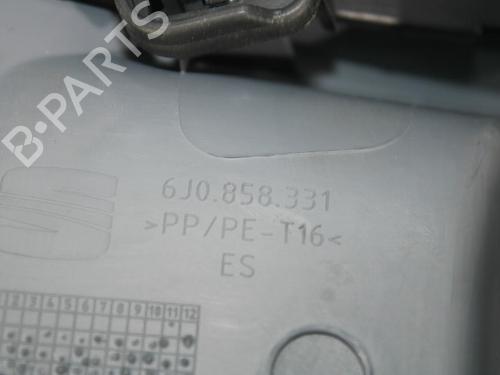 B-PARTS
6J0.858.331
>PP/PE-T16<
ES
1 2 3 4 5 6 7 8 9 10 11 12